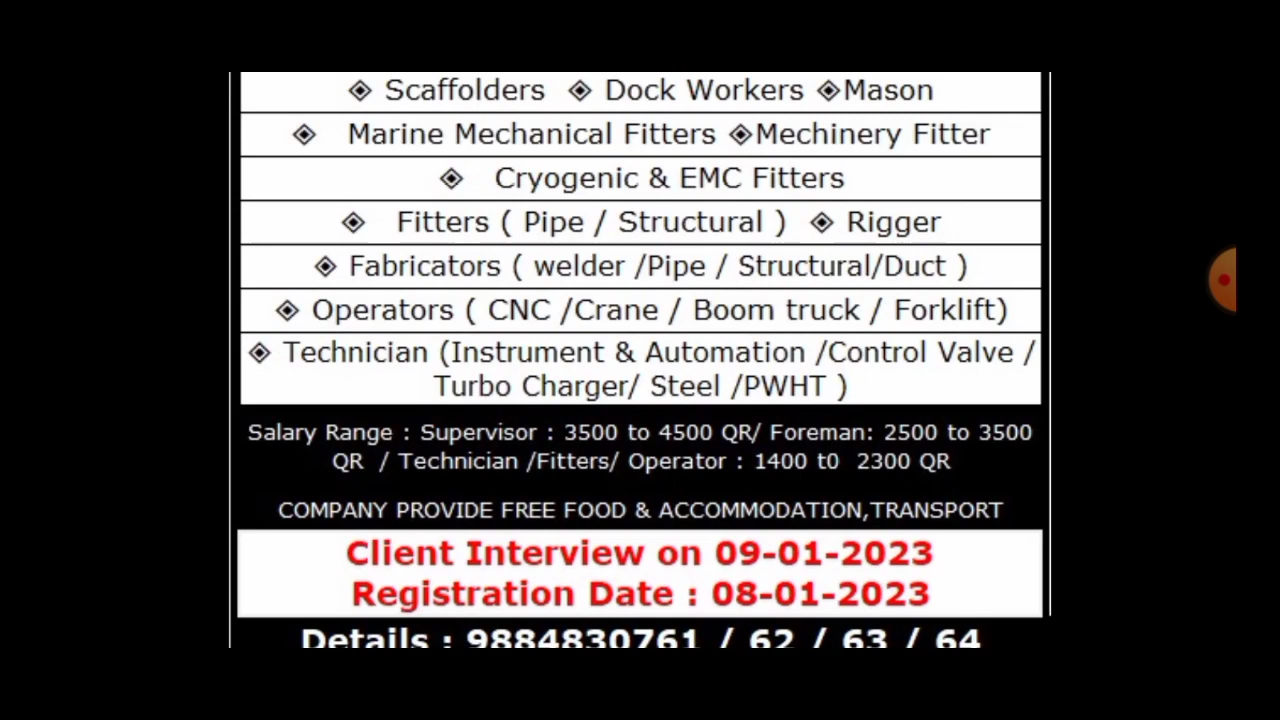 ◈ Scaffolders ◈ Dock Workers ◈Mason
◈ Marine Mechanical Fitters ◈Mechinery Fitter
◈ Cryogenic & EMC Fitters
◈ Fitters ( Pipe / Structural ) ◈ Rigger
◈ Fabricators ( welder /Pipe / Structural/Duct )
◈ Operators ( CNC /Crane / Boom truck / Forklift)
◈ Technician (Instrument & Automation /Control Valve /
Turbo Charger/ Steel /PWHT )
Salary Range : Supervisor : 3500 to 4500 QR/ Foreman: 2500 to 3500
QR / Technician /Fitters/ Operator : 1400 t0 2300 QR
COMPANY PROVIDE FREE FOOD & ACCOMMODATION,TRANSPORT
Client Interview on 09-01-2023
Registration Date : 08-01-2023
Details : 9884830761 / 62 / 63 / 64